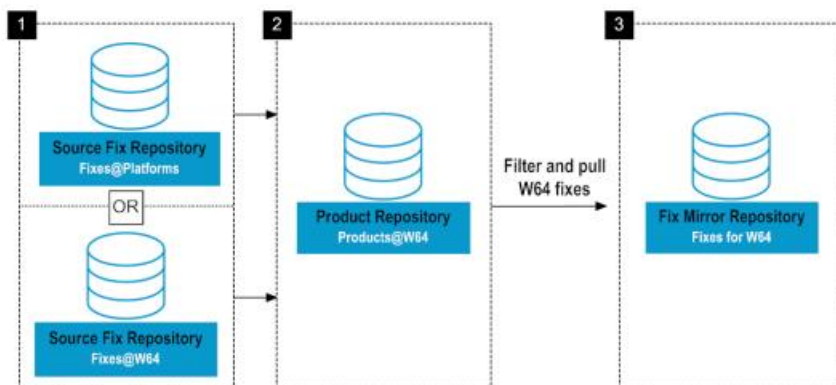 1
Source Fix Repository
Fixes@Platforms
OR
Source Fix Repository
Fixes@W64
2
Product Repository
Products@W64
Filter and pull
W64 fixes
3
Fix Mirror Repository
Fixes for W64